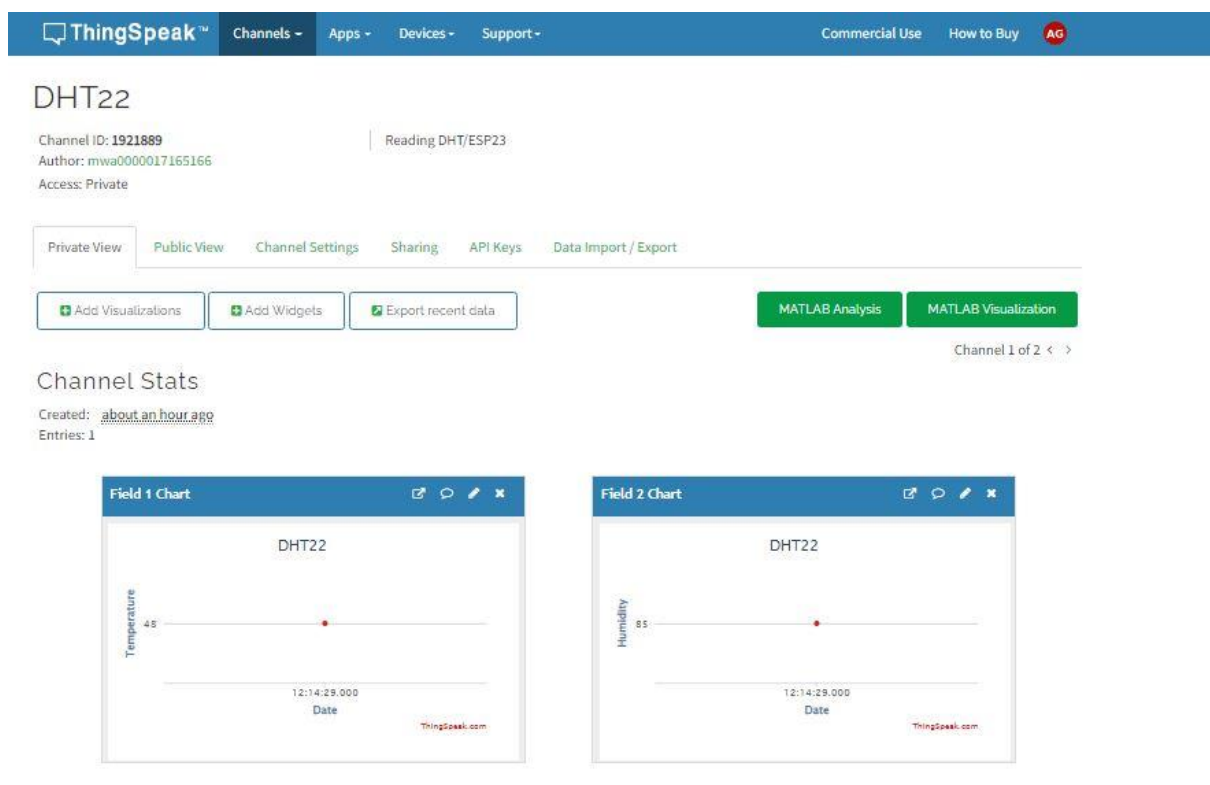 ThingSpeak™ Channels Apps Devices Support Commercial Use How to Buy AG
DHT22
Channel ID: 1921889
Reading DHT/ESP23
Author: mwa0000017165166
Access: Private
Private View Public View Channel Settings Sharing API Keys Data Import / Export
Add Visualizations Add Widgets Export recent data MATLAB Analysis MATLAB Visualization
Channel 1 of 2 < >
Channel Stats
Created: about an hour ago
Entries: 1
Field 1 Chart
DHT22
Temperature
45
12:14:29.000
Date
ThingSpeak.com
Field 2 Chart
DHT22
Humidity
85
12:14:29.000
Date
ThingSpeak.com